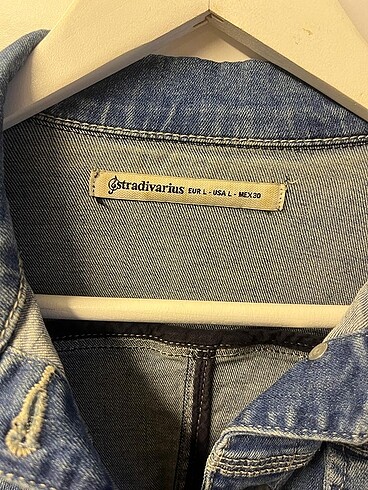 stradivarius EUR L - USA L - MEX 30